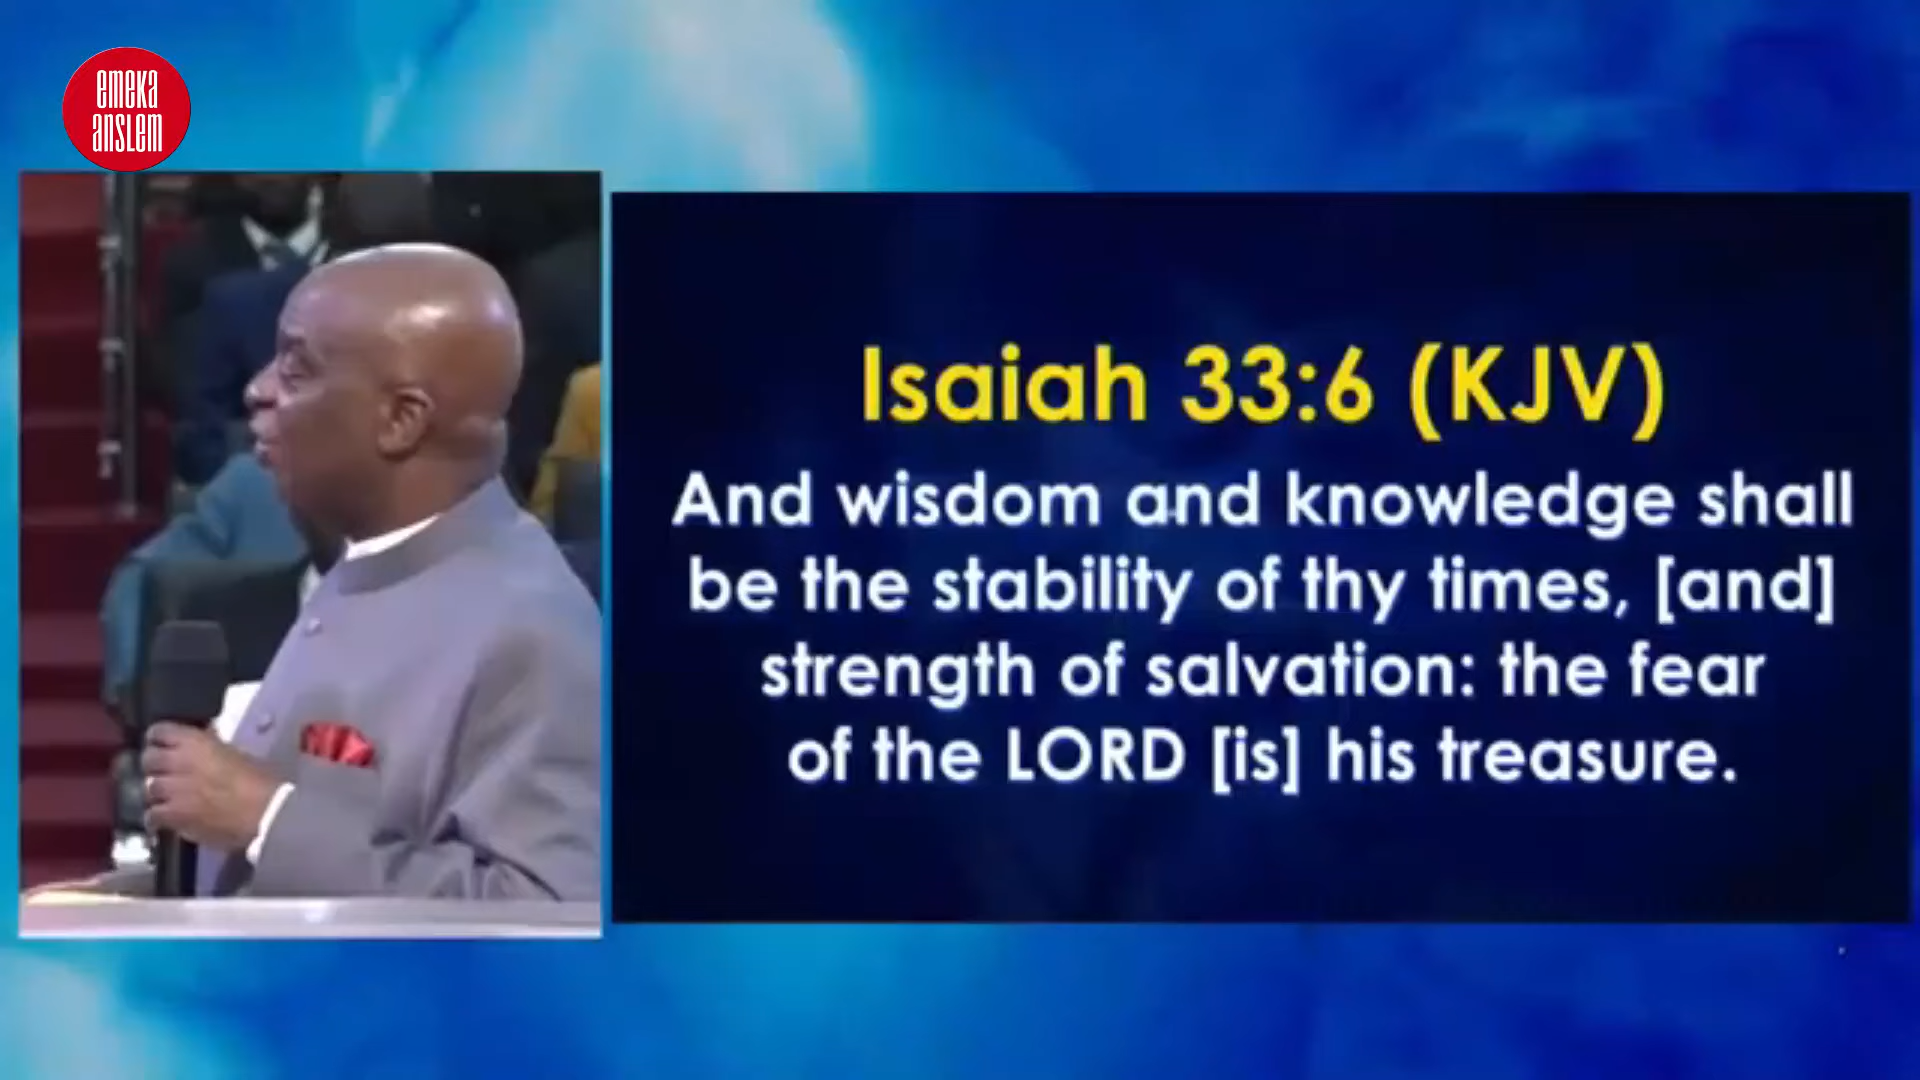 emeka
anslem
Isaiah 33:6 (KJV)
And wisdom and knowledge shall
be the stability of thy times, [and]
strength of salvation: the fear
of the LORD [is] his treasure.